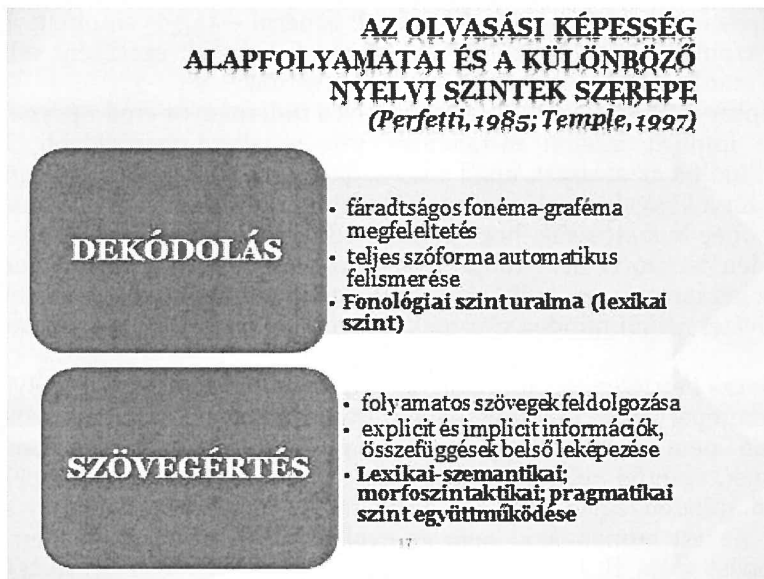 AZ OLVASÁSI KÉPESSÉG
ALAPFOLYAMATAI ÉS A KÜLÖNBÖZŐ
NYELVI SZINTEK SZEREPE
(Perfetti, 1985; Temple, 1997)
DEKÓDOLÁS
• fáradtságos fonéma-graféma
megfeleltetés
• teljes szóforma automatikus
felismerése
• Fonológiai szint uralma (lexikai
szint)
SZÖVEGÉRTÉS
• folyamatos szövegek feldolgozása
• explicit és implicit információk,
összefüggések belső leképezése
• Lexikai-szemantikai;
morfoszintaktikai; pragmatikai
szint együttműködése
17